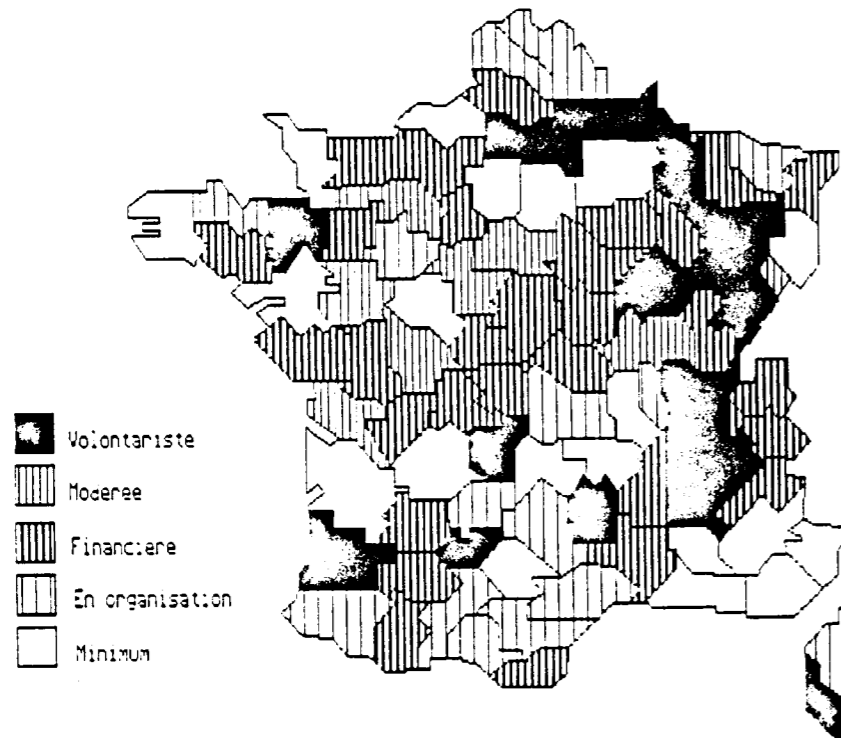 Volontariste
Moderee
Financiere
En organisation
Minimum